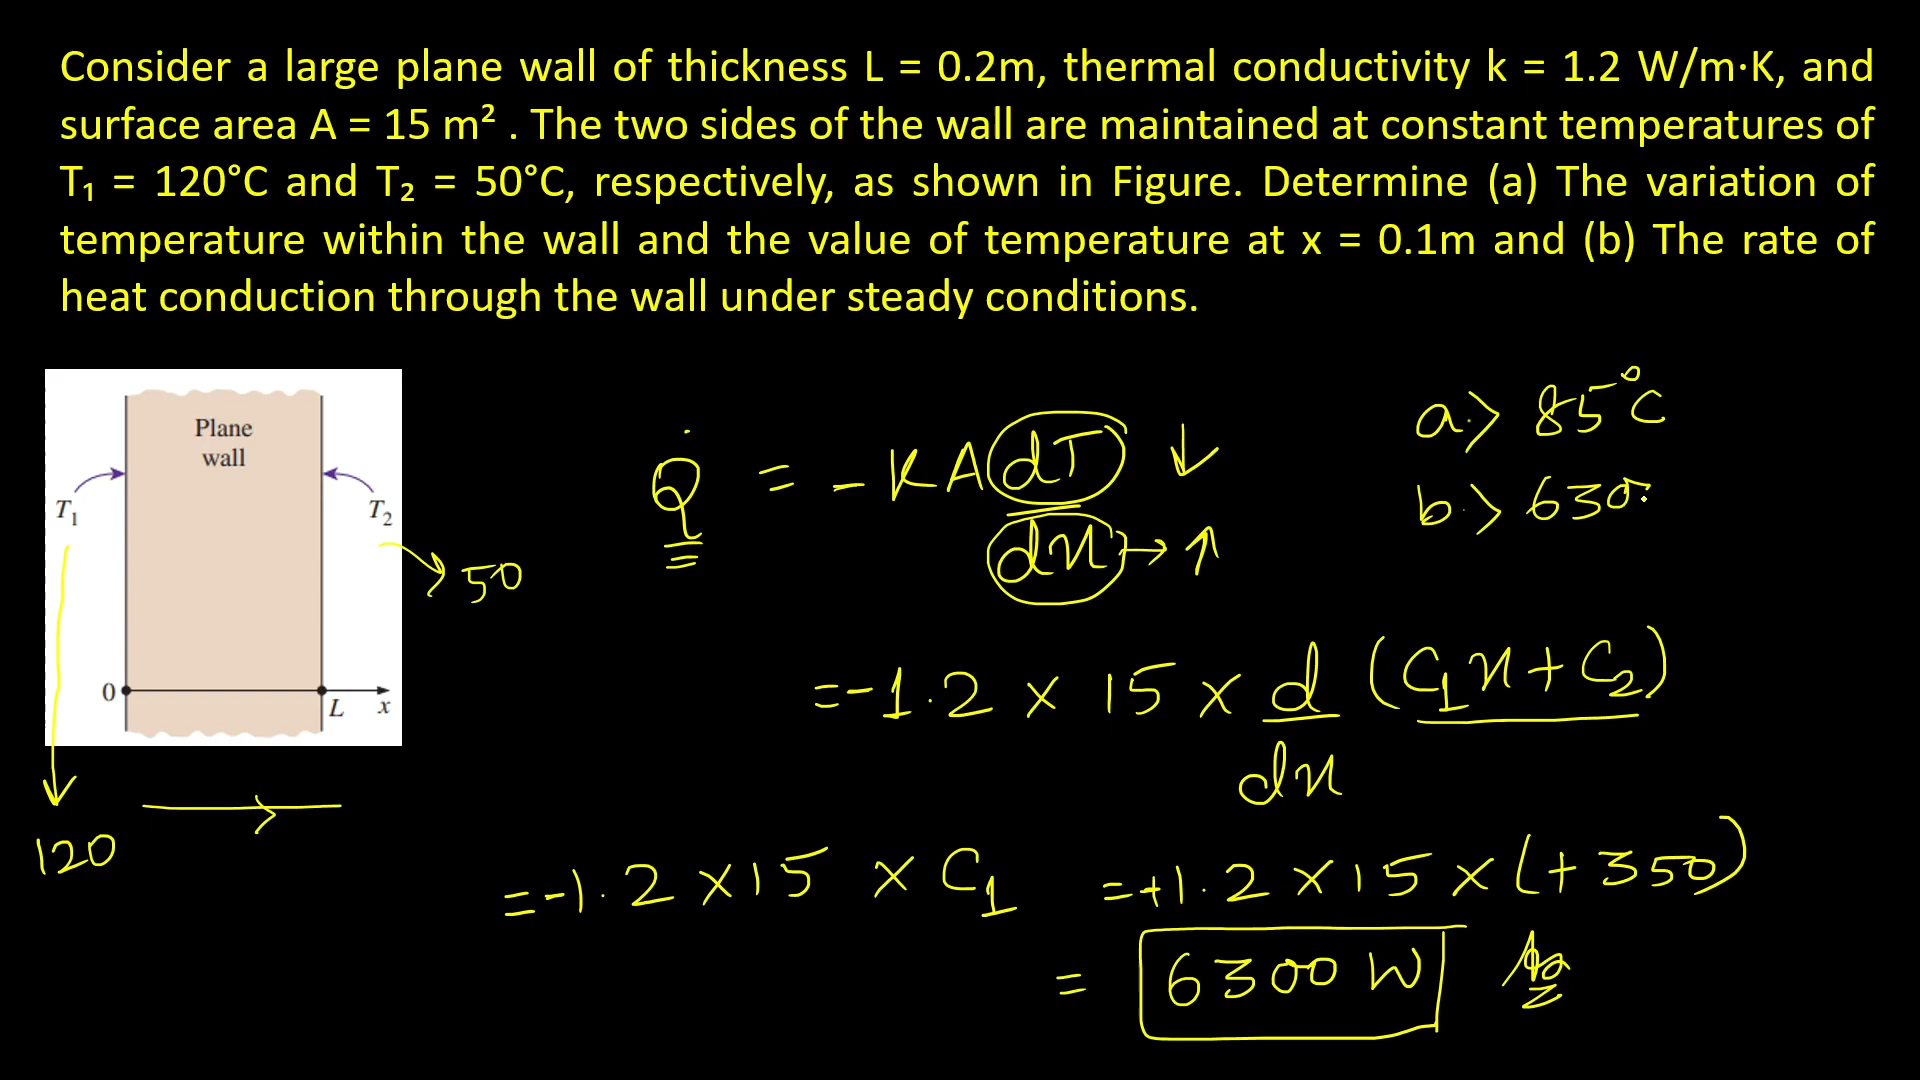 Consider a large plane wall of thickness L = 0.2m, thermal conductivity k = 1.2 W/m·K, and
surface area A = 15 m² . The two sides of the wall are maintained at constant temperatures of
T₁ = 120°C and T₂ = 50°C, respectively, as shown in Figure. Determine (a) The variation of
temperature within the wall and the value of temperature at x = 0.1m and (b) The rate of
heat conduction through the wall under steady conditions.
Plane
wall
T₁
T₂
0
L
x
50
120
Q̇ = -KA dT ↓
dx → ↑
a.> 85°C
b.> 630
= -1.2 × 15 × d (C₁x + C₂)
dx
= -1.2 × 15 × C₁ = +1.2 × 15 × (+350)
= 6300 W